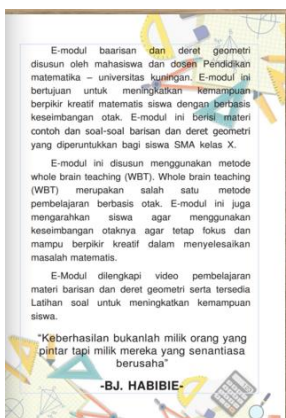 E-modul baarisan dan deret geometri
disusun oleh mahasiswa dan dosen Pendidikan
matematika – universitas kuningan. E-modul ini
bertujuan untuk meningkatkan kemampuan
berpikir kreatif matematis siswa dengan berbasis
keseimbangan otak. E-modul ini berisi materi
contoh dan soal-soal barisan dan deret geometri
yang diperuntukkan bagi siswa SMA kelas X.
E-modul ini disusun menggunakan metode
whole brain teaching (WBT). Whole brain teaching
(WBT) merupakan salah satu metode
pembelajaran berbasis otak. E-modul ini juga
mengarahkan siswa agar menggunakan
keseimbangan otaknya agar tetap fokus dan
mampu berpikir kreatif dalam menyelesaikan
masalah matematis.
E-Modul dilengkapi video pembelajaran
materi barisan dan deret geometri serta tersedia
Latihan soal untuk meningkatkan kemampuan
siswa.
"Keberhasilan bukanlah milik orang yang
pintar tapi milik mereka yang senantiasa
berusaha"
-BJ. HABIBIE-